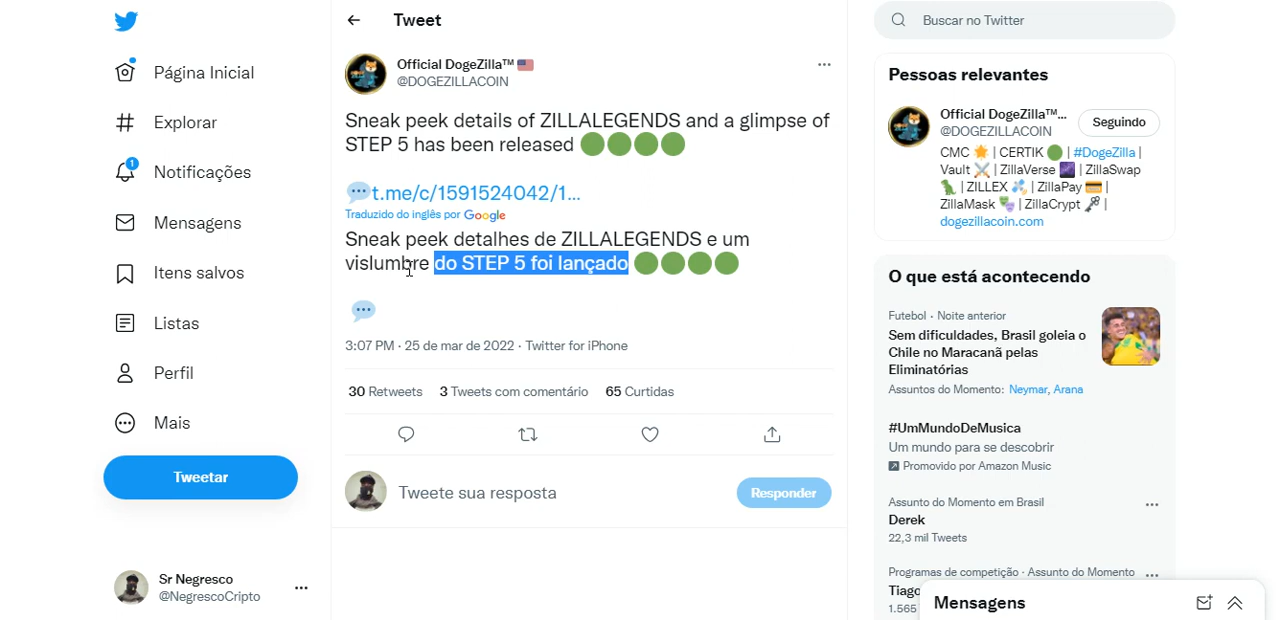 Tweet
Official DogeZilla™
@DOGEZILLACOIN
Sneak peek details of ZILLALEGENDS and a glimpse of
STEP 5 has been released
t.me/c/1591524042/1...
Traduzido do inglês por Google
Sneak peek detalhes de ZILLALEGENDS e um
vislumbre do STEP 5 foi lançado
3:07 PM · 25 de mar de 2022 · Twitter for iPhone
30 Retweets 3 Tweets com comentário 65 Curtidas
Tweete sua resposta
Responder
Página Inicial
Explorar
1
Notificações
Mensagens
Itens salvos
Listas
Perfil
Mais
Tweetar
Sr Negresco
@NegrescoCripto
Buscar no Twitter
Pessoas relevantes
Official DogeZilla™...
@DOGEZILLACOIN
Seguindo
CMC | CERTIK | #DogeZilla |
Vault | ZillaVerse | ZillaSwap
| ZILLEX | ZillaPay |
ZillaMask | ZillaCrypt |
dogezillacoin.com
O que está acontecendo
Futebol · Noite anterior
Sem dificuldades, Brasil goleia o
Chile no Maracanã pelas
Eliminatórias
Assuntos do Momento: Neymar, Arana
#UmMundoDeMusica
Um mundo para se descobrir
Promovido por Amazon Music
Assunto do Momento em Brasil
Derek
22,3 mil Tweets
Programas de competição · Assunto do Momento
Tiago
1.565
Mensagens